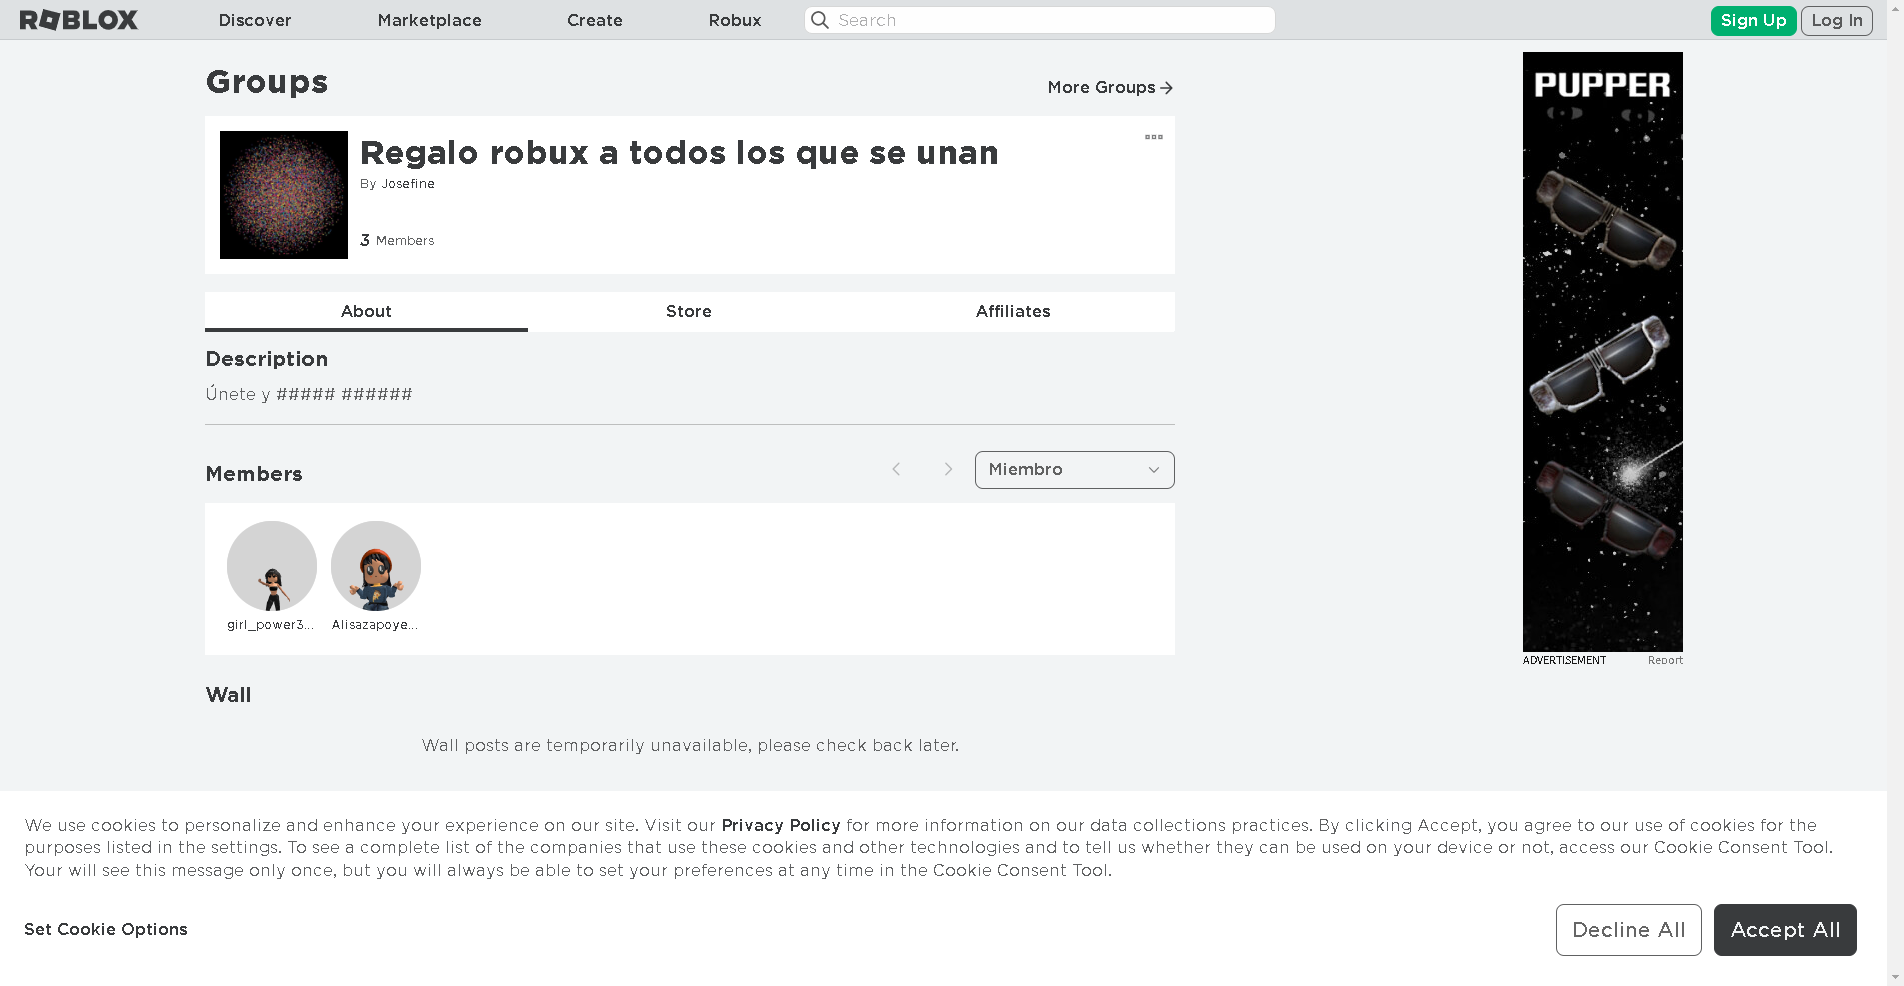 ROBLOX
Discover
Marketplace
Create
Robux
Search
Sign Up
Log In
Groups
More Groups
Regalo robux a todos los que se unan
By Josefine
3 Members
About
Store
Affiliates
Description
Únete y ##### ######
Members
Miembro
girl_power3...
Alisazapoye...
Wall
Wall posts are temporarily unavailable, please check back later.
PUPPER
ADVERTISEMENT
Report
We use cookies to personalize and enhance your experience on our site. Visit our Privacy Policy for more information on our data collections practices. By clicking Accept, you agree to our use of cookies for the
purposes listed in the settings. To see a complete list of the companies that use these cookies and other technologies and to tell us whether they can be used on your device or not, access our Cookie Consent Tool.
Your will see this message only once, but you will always be able to set your preferences at any time in the Cookie Consent Tool.
Set Cookie Options
Decline All
Accept All